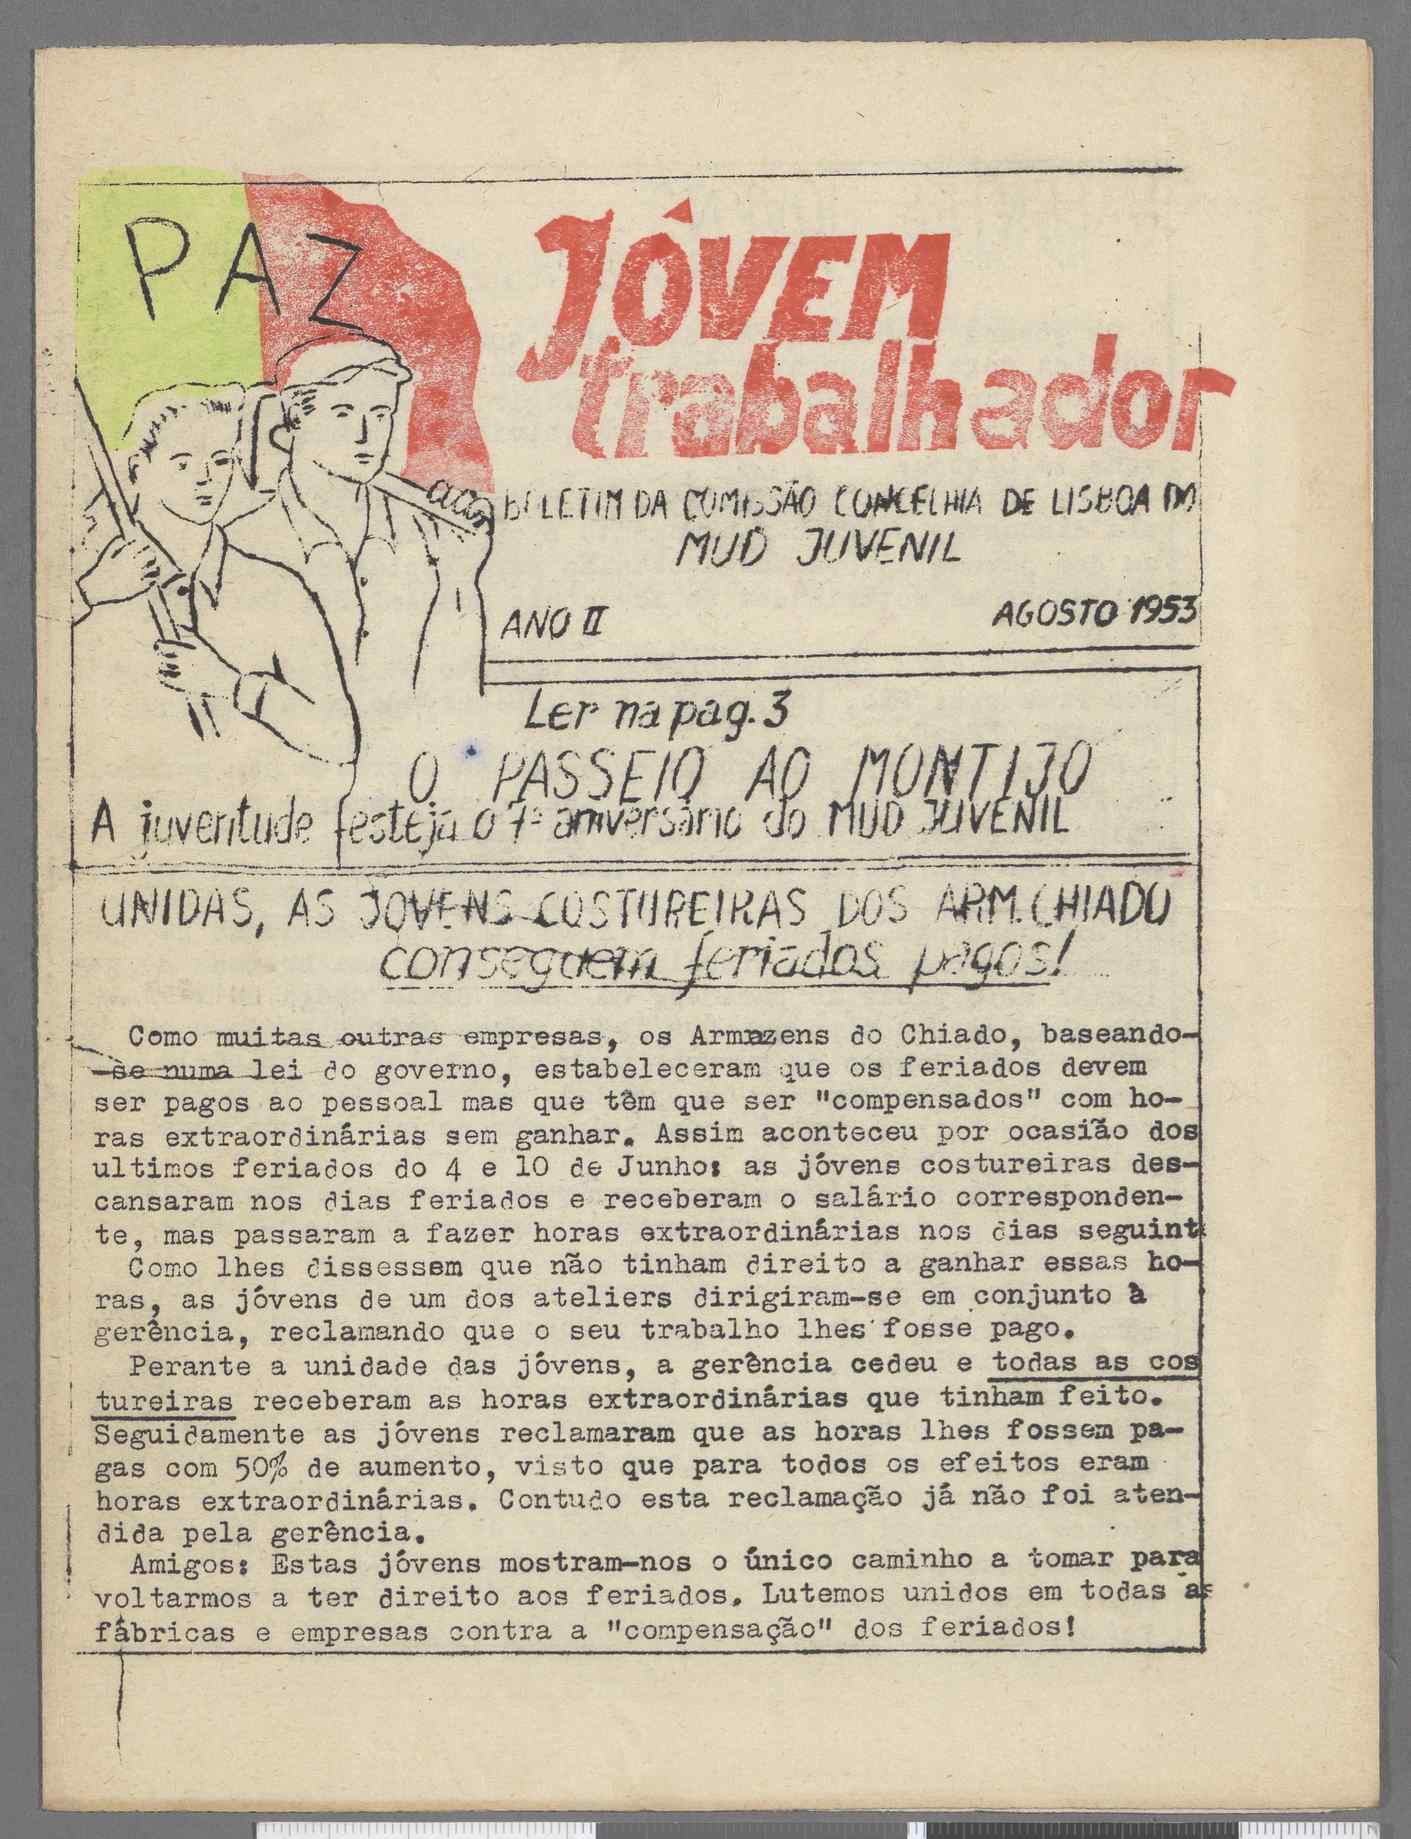 PAZ
JÓVEM
trabalhador
BOLETIM DA COMISSÃO CONCELHIA DE LISBOA DO
MUD JUVENIL
ANO II
AGOSTO 1953
Ler na pag. 3
O PASSEIO AO MONTIJO
A juventude festeja o 7º aniversário do MUD JUVENIL
UNIDAS, AS JOVENS COSTUREIRAS DOS ARM. CHIADO
conseguem feriados pagos!
Como muitas outras empresas, os Armazens do Chiado, baseando-
-se numa lei do governo, estabeleceram que os feriados devem
ser pagos ao pessoal mas que têm que ser "compensados" com ho-
ras extraordinárias sem ganhar. Assim aconteceu por ocasião dos
ultimos feriados do 4 e 10 de Junho: as jóvens costureiras des-
cansaram nos dias feriados e receberam o salário corresponden-
te, mas passaram a fazer horas extraordinárias nos dias seguint
Como lhes dissessem que não tinham direito a ganhar essas ho-
ras, as jóvens de um dos ateliers dirigiram-se em conjunto à
gerência, reclamando que o seu trabalho lhes fosse pago.
Perante a unidade das jóvens, a gerência cedeu e todas as cos
tureiras receberam as horas extraordinárias que tinham feito.
Seguidamente as jóvens reclamaram que as horas lhes fossem pa-
gas com 50% de aumento, visto que para todos os efeitos eram
horas extraordinárias. Contudo esta reclamação já não foi aten-
dida pela gerência.
Amigos: Estas jóvens mostram-nos o único caminho a tomar para
voltarmos a ter direito aos feriados. Lutemos unidos em todas as
fábricas e empresas contra a "compensação" dos feriados!